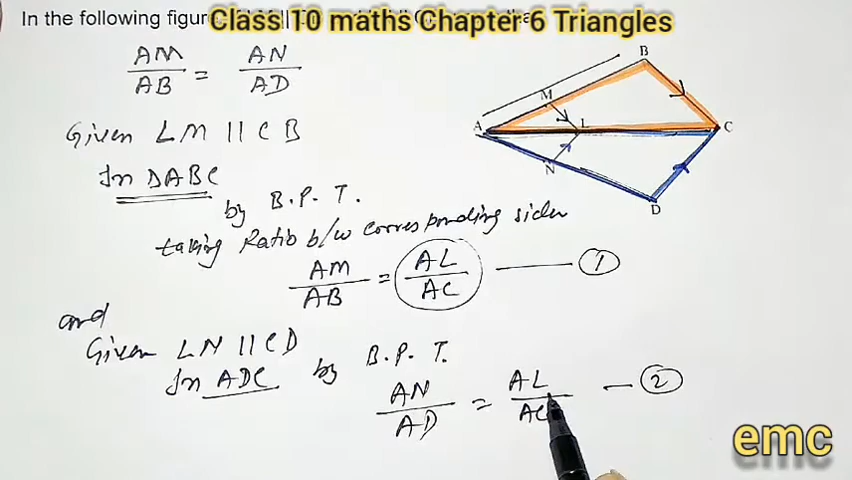 In the following figur
Class 10 maths Chapter 6 Triangles
AM/AB = AN/AD
Given LM || CB
In ΔABC
by B.P.T.
taking Ratio b/w corresponding sides
AM/AB = AL/AC — 1
and
Given LN || CD
In ADC by B.P.T.
AN/AD = AL/AC — 2
B
M
A
L
C
N
D
emc